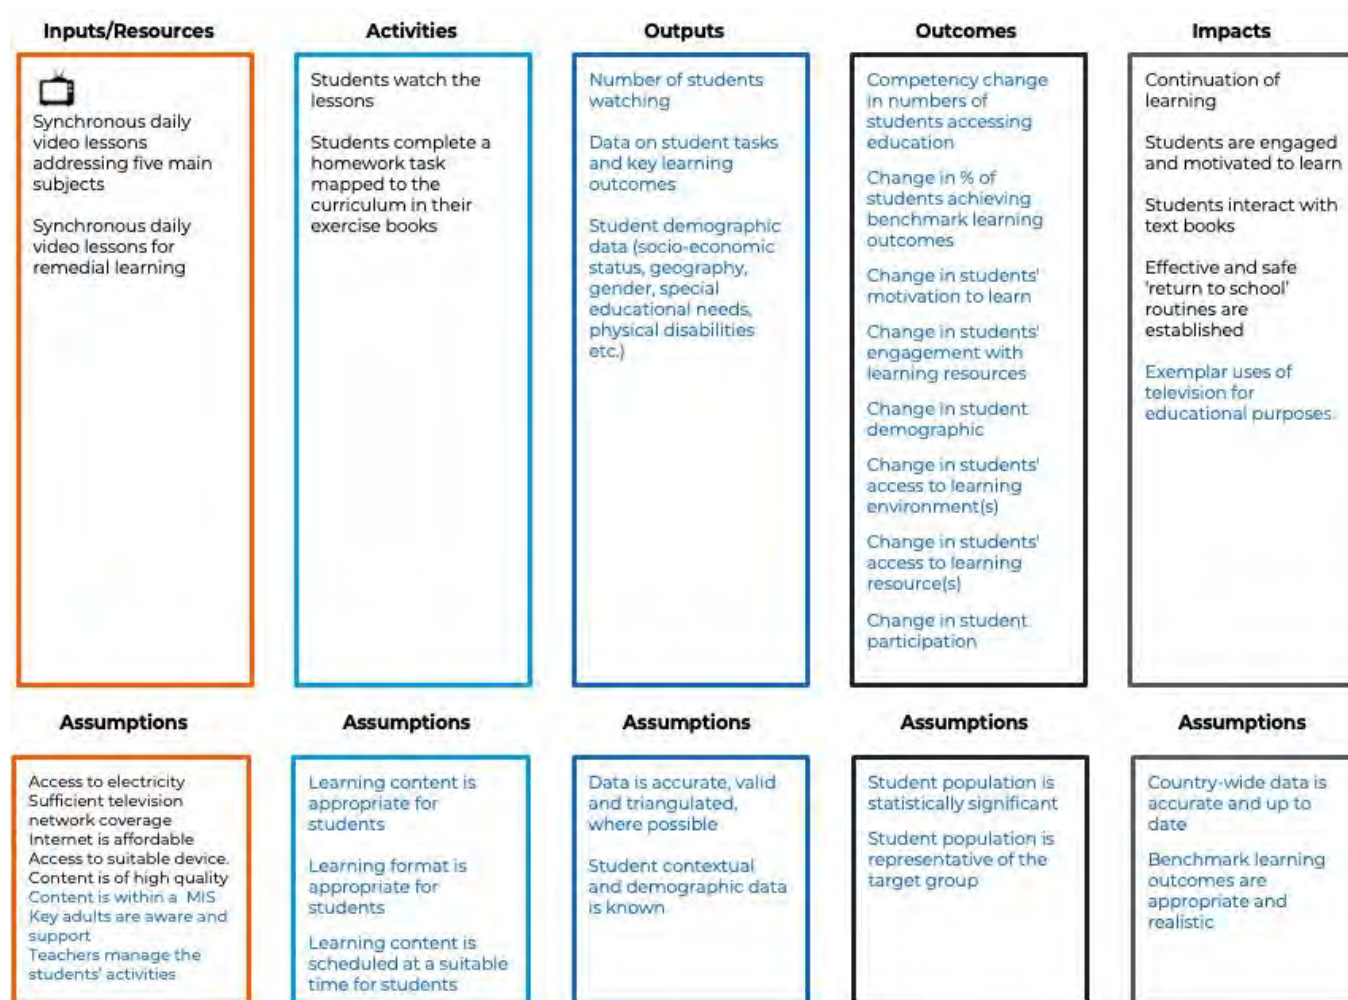 Inputs/Resources
Synchronous daily
video lessons
addressing five main
subjects
Synchronous daily
video lessons for
remedial learning
Activities
Students watch the
lessons
Students complete a
homework task
mapped to the
curriculum in their
exercise books
Outputs
Number of students
watching
Data on student tasks
and key learning
outcomes
Student demographic
data (socio-economic
status, geography,
gender, special
educational needs,
physical disabilities
etc.)
Outcomes
Competency change
in numbers of
students accessing
education
Change in % of
students achieving
benchmark learning
outcomes
Change in students'
motivation to learn
Change in students'
engagement with
learning resources
Change in student
demographic
Change in students'
access to learning
environment(s)
Change in students'
access to learning
resource(s)
Change in student
participation
Impacts
Continuation of
learning
Students are engaged
and motivated to learn
Students interact with
text books
Effective and safe
'return to school'
routines are
established
Exemplar uses of
television for
educational purposes
Assumptions
Access to electricity
Sufficient television
network coverage
Internet is affordable
Access to suitable device.
Content is of high quality
Content is within a MIS
Key adults are aware and
support
Teachers manage the
students' activities
Assumptions
Learning content is
appropriate for
students
Learning format is
appropriate for
students
Learning content is
scheduled at a suitable
time for students
Assumptions
Data is accurate, valid
and triangulated,
where possible
Student contextual
and demographic data
is known
Assumptions
Student population is
statistically significant
Student population is
representative of the
target group
Assumptions
Country-wide data is
accurate and up to
date
Benchmark learning
outcomes are
appropriate and
realistic